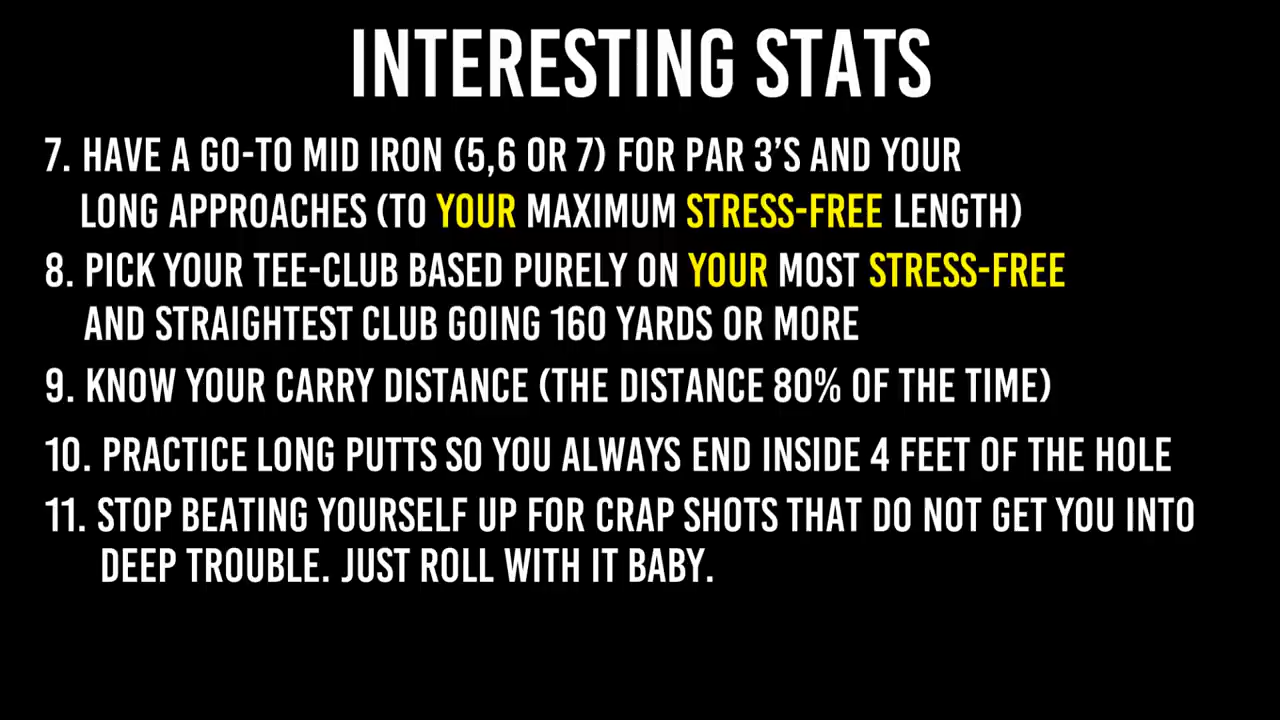 INTERESTING STATS
7. HAVE A GO-TO MID IRON (5,6 OR 7) FOR PAR 3'S AND YOUR
LONG APPROACHES (TO YOUR MAXIMUM STRESS-FREE LENGTH)
8. PICK YOUR TEE-CLUB BASED PURELY ON YOUR MOST STRESS-FREE
AND STRAIGHTEST CLUB GOING 160 YARDS OR MORE
9. KNOW YOUR CARRY DISTANCE (THE DISTANCE 80% OF THE TIME)
10. PRACTICE LONG PUTTS SO YOU ALWAYS END INSIDE 4 FEET OF THE HOLE
11. STOP BEATING YOURSELF UP FOR CRAP SHOTS THAT DO NOT GET YOU INTO
DEEP TROUBLE. JUST ROLL WITH IT BABY.